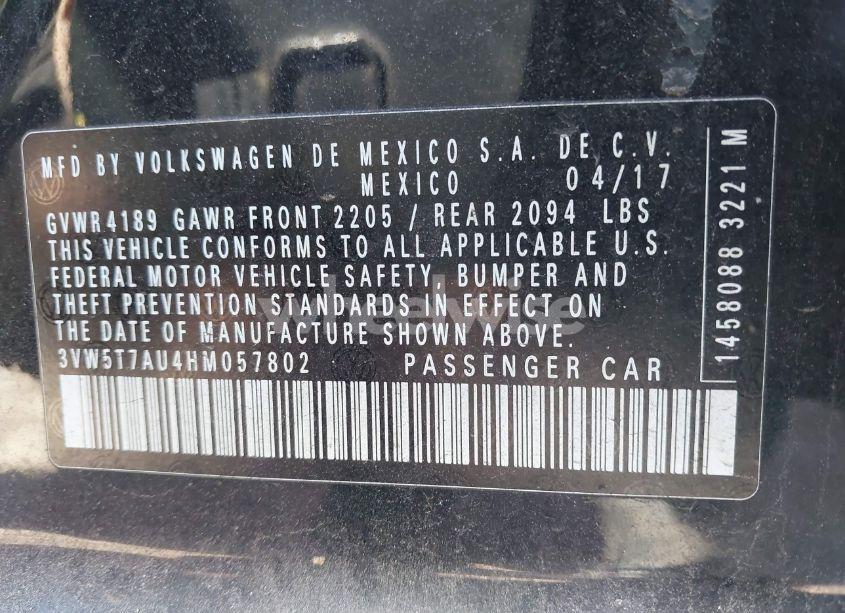 MFD BY VOLKSWAGEN DE MEXICO S.A. DE C.V.
MEXICO 04/17
GVWR4189 GAWR FRONT 2205 / REAR 2094 LBS
THIS VEHICLE CONFORMS TO ALL APPLICABLE U.S.
FEDERAL MOTOR VEHICLE SAFETY, BUMPER AND
THEFT PREVENTION STANDARDS IN EFFECT ON
THE DATE OF MANUFACTURE SHOWN ABOVE.
3VW5T7AU4HM057802 PASSENGER CAR
1458088 3221 M